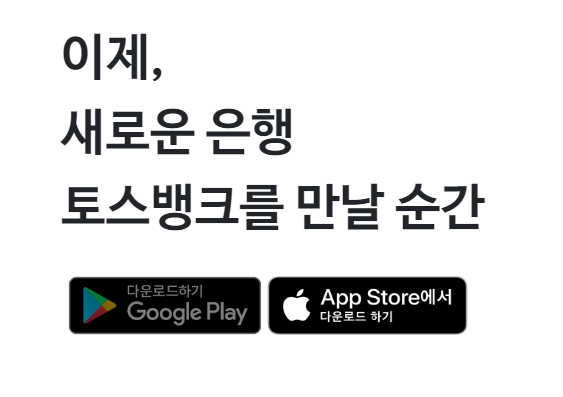 이제,
새로운 은행
토스뱅크를 만날 순간
다운로드하기
Google Play
App Store에서
다운로드 하기